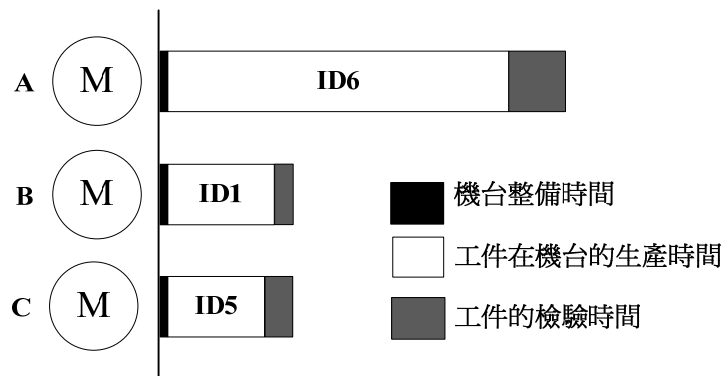 A M ID6
B M ID1
C M ID5
機台整備時間
工件在機台的生產時間
工件的檢驗時間